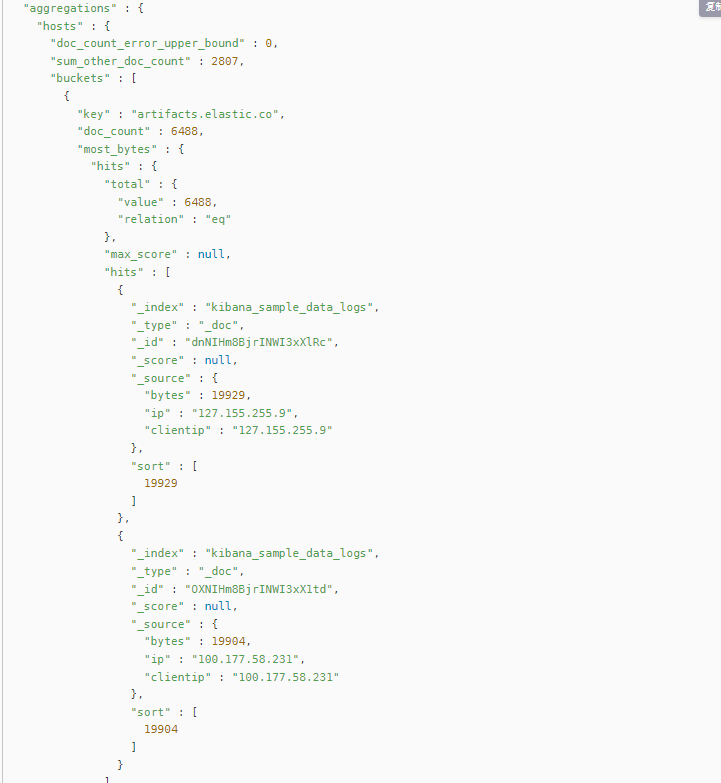 "aggregations" : {
复制
"hosts" : {
"doc_count_error_upper_bound" : 0,
"sum_other_doc_count" : 2807,
"buckets" : [
{
"key" : "artifacts.elastic.co",
"doc_count" : 6488,
"most_bytes" : {
"hits" : {
"total" : {
"value" : 6488,
"relation" : "eq"
},
"max_score" : null,
"hits" : [
{
"_index" : "kibana_sample_data_logs",
"_type" : "_doc",
"_id" : "dnNIHm8BjrINWI3xXlRc",
"_score" : null,
"_source" : {
"bytes" : 19929,
"ip" : "127.155.255.9",
"clientip" : "127.155.255.9"
},
"sort" : [
19929
]
},
{
"_index" : "kibana_sample_data_logs",
"_type" : "_doc",
"_id" : "OXNIHm8BjrINWI3xX1td",
"_score" : null,
"_source" : {
"bytes" : 19904,
"ip" : "100.177.58.231",
"clientip" : "100.177.58.231"
},
"sort" : [
19904
]
}
]